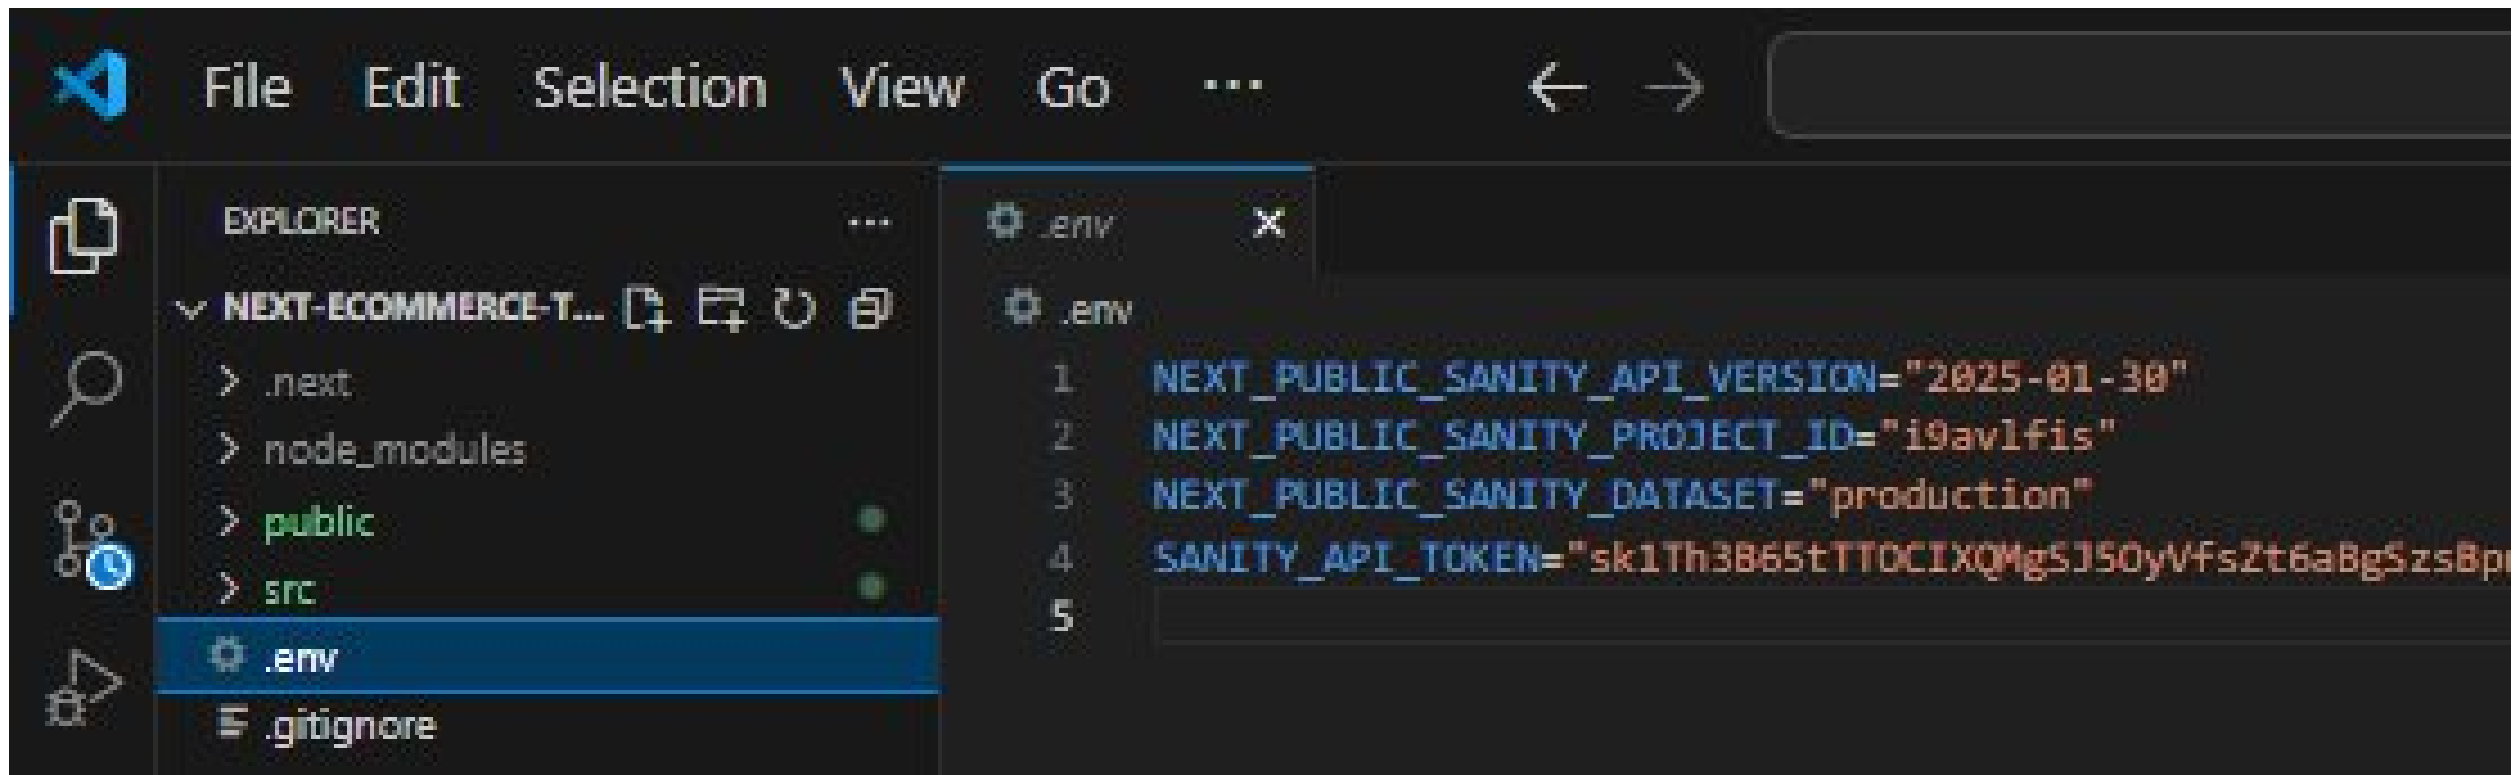 File Edit Selection View Go ...
EXPLORER ...
.env
NEXT-ECOMMERCE-T...
.env
.next
node_modules
public
src
.env
.gitignore
1 NEXT_PUBLIC_SANITY_API_VERSION="2025-01-30"
2 NEXT_PUBLIC_SANITY_PROJECT_ID="i9avlfis"
3 NEXT_PUBLIC_SANITY_DATASET="production"
4 SANITY_API_TOKEN=
5